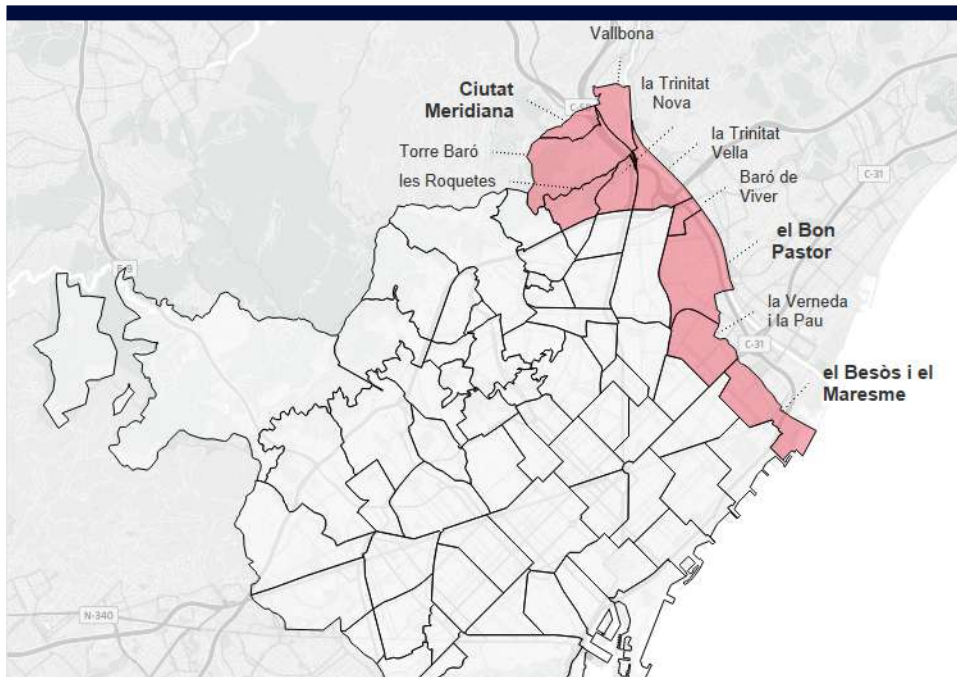 Vallbona
Ciutat
Meridiana
la Trinitat
Nova
Torre Baró
la Trinitat
Vella
les Roquetes
Baró de
Viver
C-31
el Bon
Pastor
la Verneda
i la Pau
C-31
el Besòs i el
Maresme
N-340